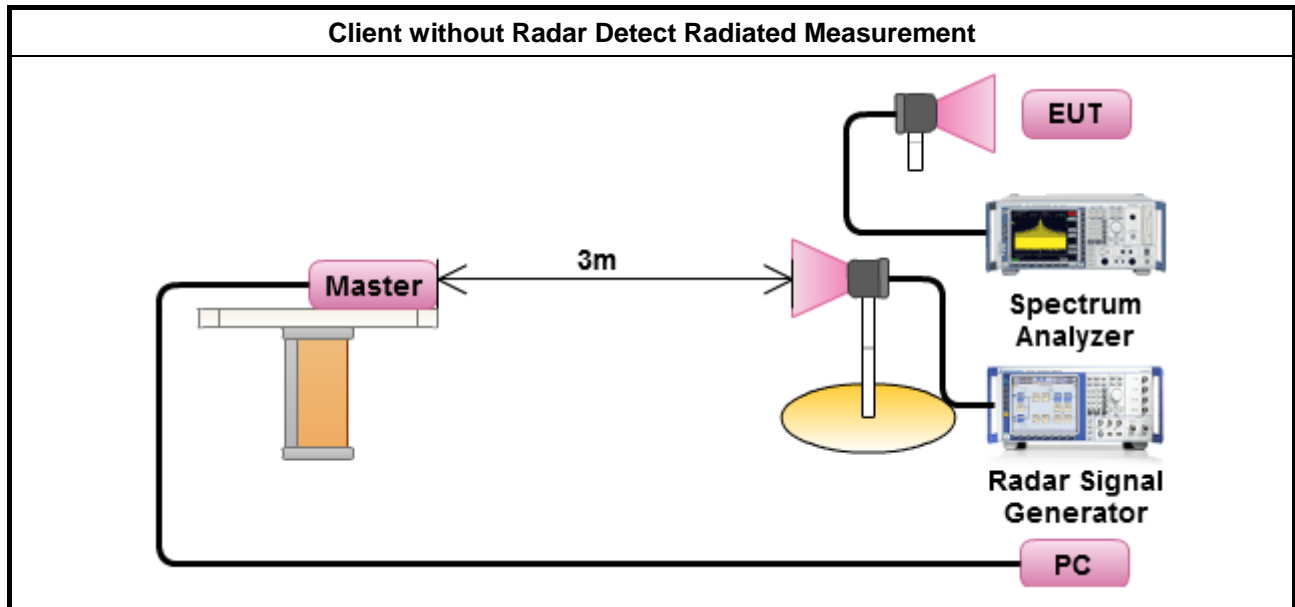 Client without Radar Detect Radiated Measurement
EUT
3m
Master
Spectrum
Analyzer
Radar Signal
Generator
PC